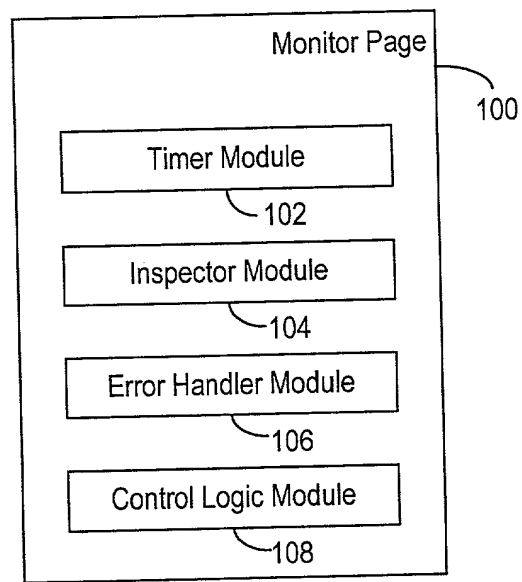 Monitor Page
100
Timer Module
102
Inspector Module
104
Error Handler Module
106
Control Logic Module
108